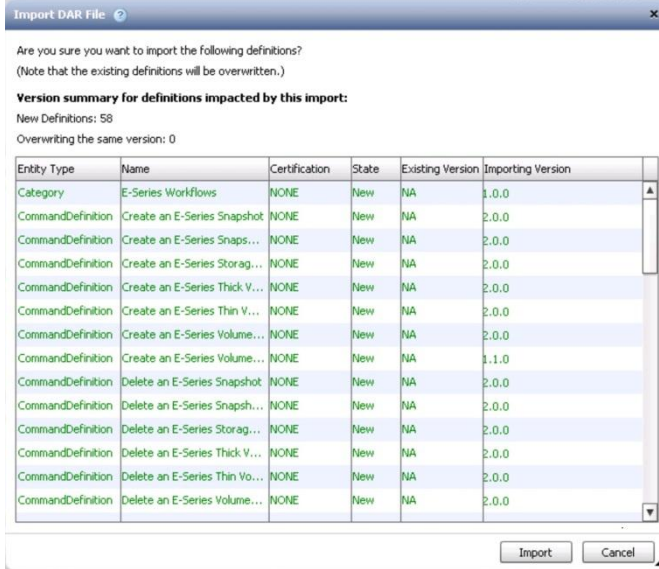 Import DAR File ?
Are you sure you want to import the following definitions?
(Note that the existing definitions will be overwritten.)
Version summary for definitions impacted by this import:
New Definitions: 58
Overwriting the same version: 0
Entity Type Name Certification State Existing Version Importing Version
Category E-Series Workflows NONE New NA 1.0.0
CommandDefinition Create an E-Series Snapshot NONE New NA 2.0.0
CommandDefinition Create an E-Series Snaps... NONE New NA 2.0.0
CommandDefinition Create an E-Series Storag... NONE New NA 2.0.0
CommandDefinition Create an E-Series Thick V... NONE New NA 2.0.0
CommandDefinition Create an E-Series Thin V... NONE New NA 2.0.0
CommandDefinition Create an E-Series Volume... NONE New NA 2.0.0
CommandDefinition Create an E-Series Volume... NONE New NA 1.1.0
CommandDefinition Delete an E-Series Snapshot NONE New NA 2.0.0
CommandDefinition Delete an E-Series Snapsh... NONE New NA 2.0.0
CommandDefinition Delete an E-Series Storag... NONE New NA 2.0.0
CommandDefinition Delete an E-Series Thick V... NONE New NA 2.0.0
CommandDefinition Delete an E-Series Thin Vo... NONE New NA 2.0.0
CommandDefinition Delete an E-Series Volume... NONE New NA 2.0.0
Import Cancel